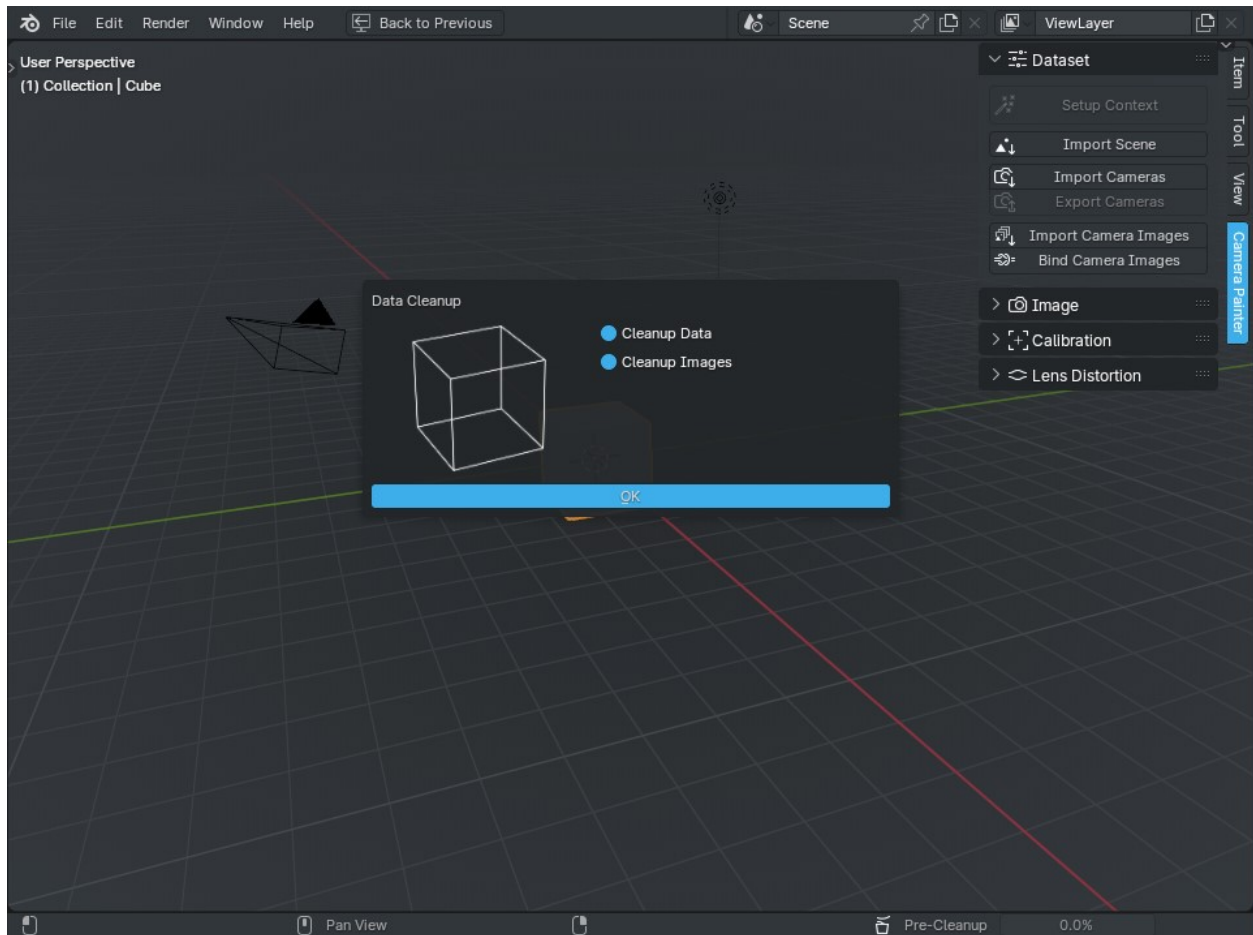 File Edit Render Window Help Back to Previous Scene ViewLayer
User Perspective
(1) Collection | Cube
Dataset
Setup Context
Import Scene
Import Cameras
Export Cameras
Import Camera Images
Bind Camera Images
Image
Calibration
Lens Distortion
Item
Tool
View
Camera Painter
Data Cleanup
Cleanup Data
Cleanup Images
OK
Pan View Pre-Cleanup 0.0%